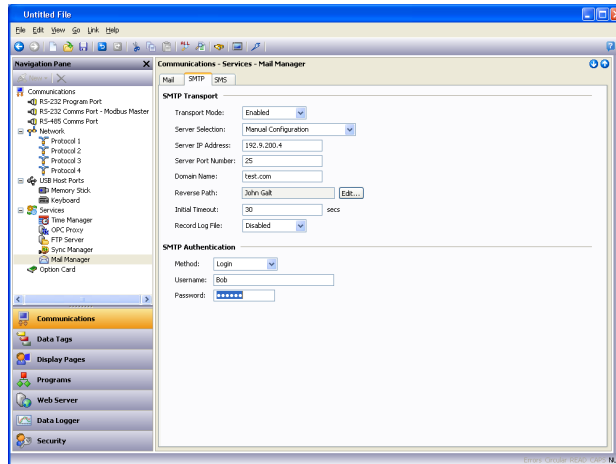 Untitled File
File Edit View Go Link Help
Navigation Pane X
Communications
RS-232 Program Port
RS-232 Comms Port - Modbus Master
RS-485 Comms Port
Network
Protocol 1
Protocol 2
Protocol 3
Protocol 4
USB Host Ports
Memory Stick
Keyboard
Services
Time Manager
OPC Proxy
FTP Server
Sync Manager
Mail Manager
Option Card
Communications
Data Tags
Display Pages
Programs
Web Server
Data Logger
Security
Communications - Services - Mail Manager
Mail SMTP SMS
SMTP Transport
Transport Mode: Enabled
Server Selection: Manual Configuration
Server IP Address: 192.9.200.4
Server Port Number: 25
Domain Name: test.com
Reverse Path: John Galt Edit...
Initial Timeout: 30 secs
Record Log File: Disabled
SMTP Authentication
Method: Login
Username: Bob
Password: ••••••
Errors Circular READ CAPS NU